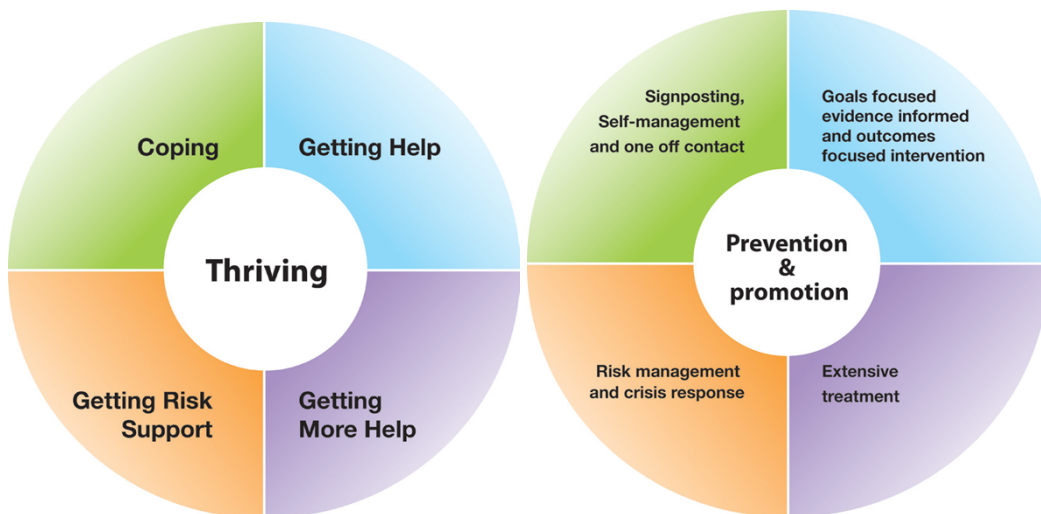 Coping
Getting Help
Thriving
Getting Risk
Support
Getting
More Help
Signposting,
Self-management
and one off contact
Goals focused
evidence informed
and outcomes
focused intervention
Prevention
&
promotion
Risk management
and crisis response
Extensive
treatment